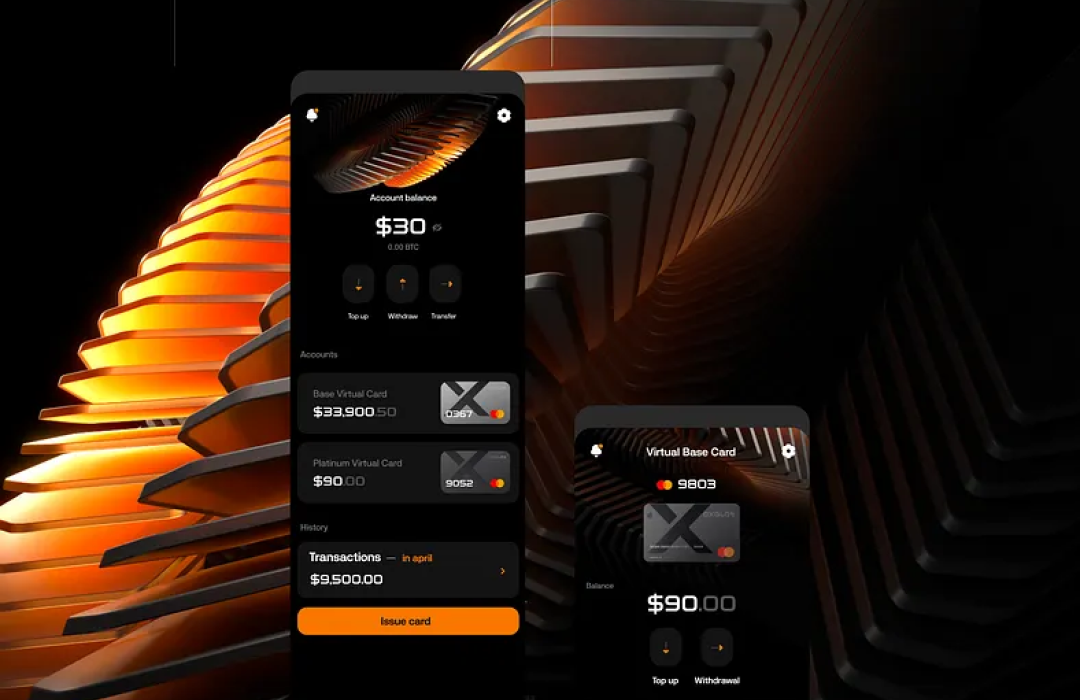 Account balance
$30
0.00 BTC
Top up
Withdraw
Transfer
Accounts
Base Virtual Card
$33,900.50
0367
Platinum Virtual Card
$90.00
9052
History
Transactions — in april
$9,500.00
Issue card
Virtual Base Card
9803
Balance
$90.00
Top up
Withdrawal